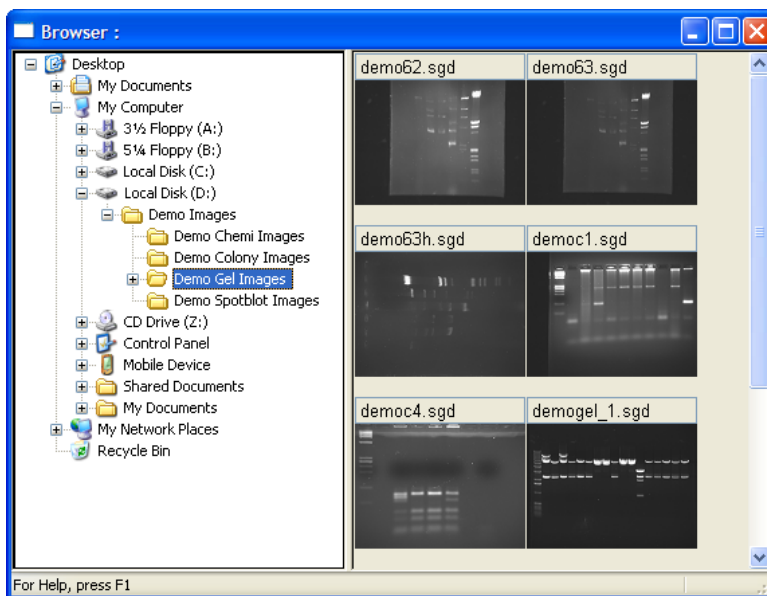 Browser :
Desktop
My Documents
My Computer
3½ Floppy (A:)
5¼ Floppy (B:)
Local Disk (C:)
Local Disk (D:)
Demo Images
Demo Chemi Images
Demo Colony Images
Demo Gel Images
Demo Spotblot Images
CD Drive (Z:)
Control Panel
Mobile Device
Shared Documents
My Documents
My Network Places
Recycle Bin
demo62.sgd
demo63.sgd
demo63h.sgd
democ1.sgd
democ4.sgd
demogel_1.sgd
For Help, press F1